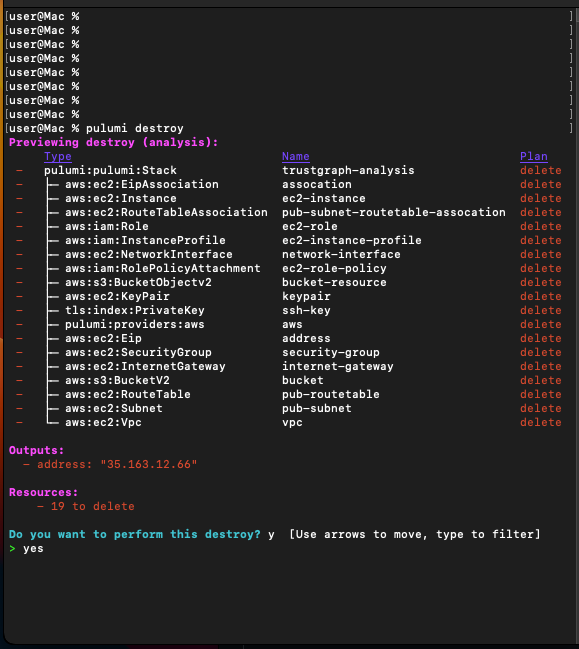 [user@Mac % ]
[user@Mac % ]
[user@Mac % ]
[user@Mac % ]
[user@Mac % ]
[user@Mac % ]
[user@Mac % ]
[user@Mac % ]
[user@Mac % pulumi destroy ]
Previewing destroy (analysis):
Type Name Plan
- pulumi:pulumi:Stack trustgraph-analysis delete
- ├─ aws:ec2:EipAssociation assocation delete
- ├─ aws:ec2:Instance ec2-instance delete
- ├─ aws:ec2:RouteTableAssociation pub-subnet-routetable-assocation delete
- ├─ aws:iam:Role ec2-role delete
- ├─ aws:iam:InstanceProfile ec2-instance-profile delete
- ├─ aws:ec2:NetworkInterface network-interface delete
- ├─ aws:iam:RolePolicyAttachment ec2-role-policy delete
- ├─ aws:s3:BucketObjectv2 bucket-resource delete
- ├─ aws:ec2:KeyPair keypair delete
- ├─ tls:index:PrivateKey ssh-key delete
- ├─ pulumi:providers:aws aws delete
- ├─ aws:ec2:Eip address delete
- ├─ aws:ec2:SecurityGroup security-group delete
- ├─ aws:ec2:InternetGateway internet-gateway delete
- ├─ aws:s3:BucketV2 bucket delete
- ├─ aws:ec2:RouteTable pub-routetable delete
- ├─ aws:ec2:Subnet pub-subnet delete
- └─ aws:ec2:Vpc vpc delete
Outputs:
- address: "35.163.12.66"
Resources:
- 19 to delete
Do you want to perform this destroy? y [Use arrows to move, type to filter]
> yes